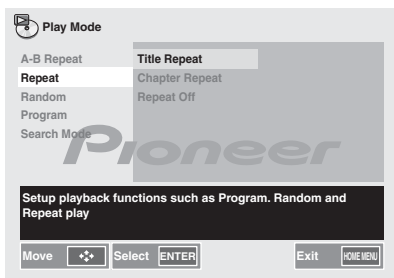 Play Mode
A-B Repeat
Repeat
Random
Program
Search Mode
Title Repeat
Chapter Repeat
Repeat Off
Pioneer
Setup playback functions such as Program. Random and
Repeat play
Move Select ENTER Exit HOME MENU